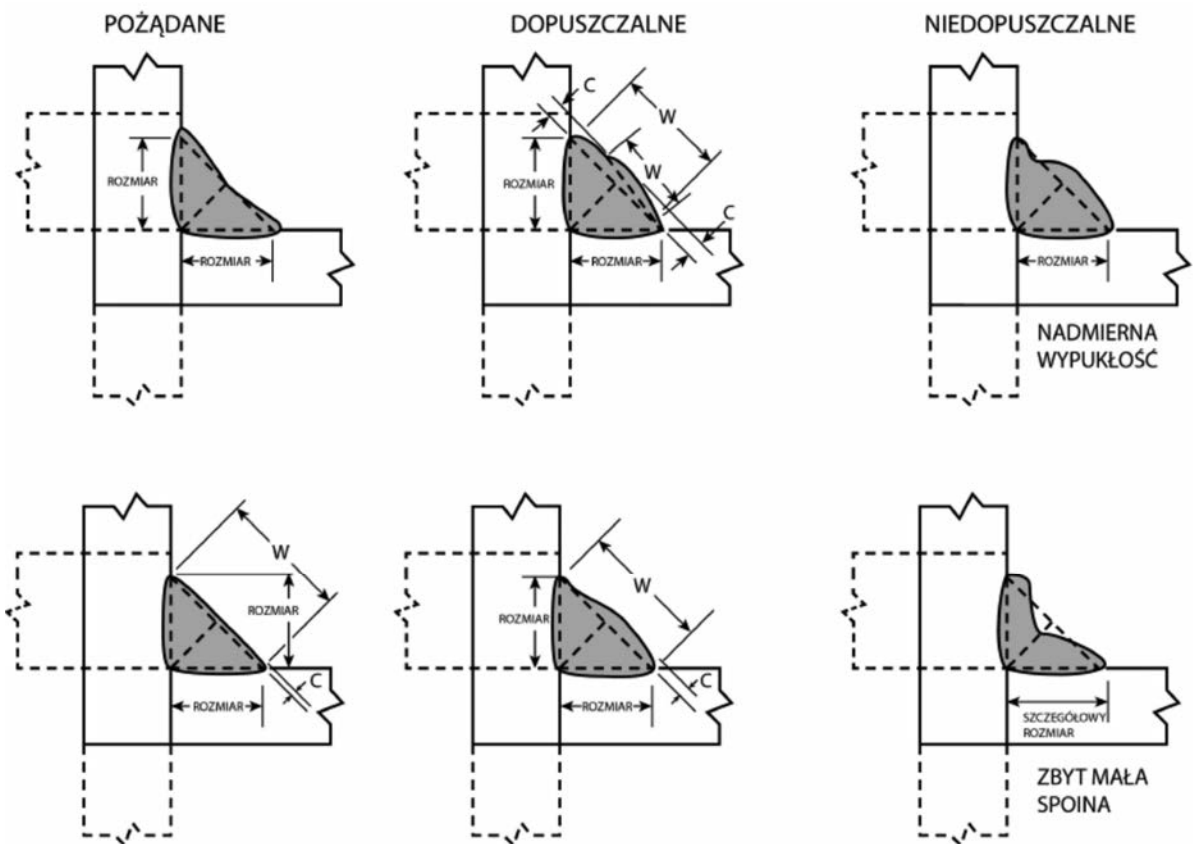 POŻĄDANE
DOPUSZCZALNE
NIEDOPUSZCZALNE
ROZMIAR
ROZMIAR
C
W
W
C
ROZMIAR
ROZMIAR
ROZMIAR
NADMIERNA
WYPUKŁOŚĆ
W
ROZMIAR
C
ROZMIAR
W
ROZMIAR
C
ROZMIAR
SZCZEGÓŁOWY
ROZMIAR
ZBYT MAŁA
SPOINA